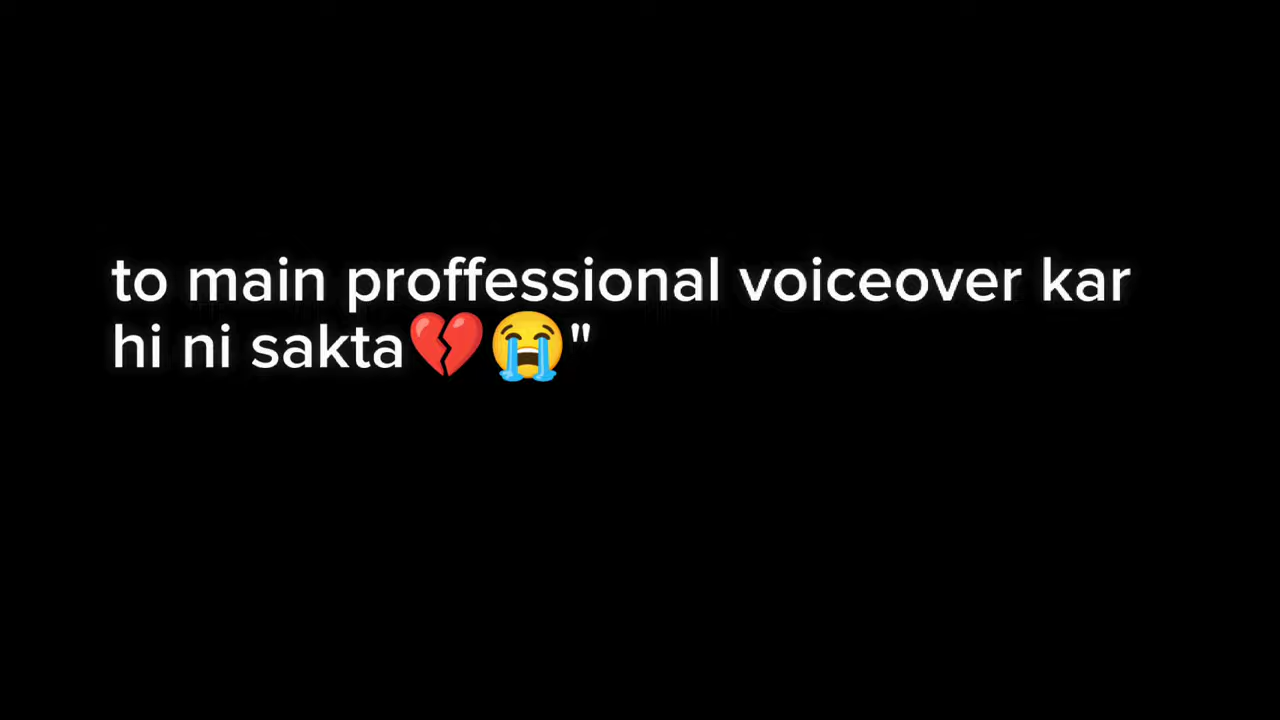 to main proffessional voiceover kar
hi ni sakta💔😭"